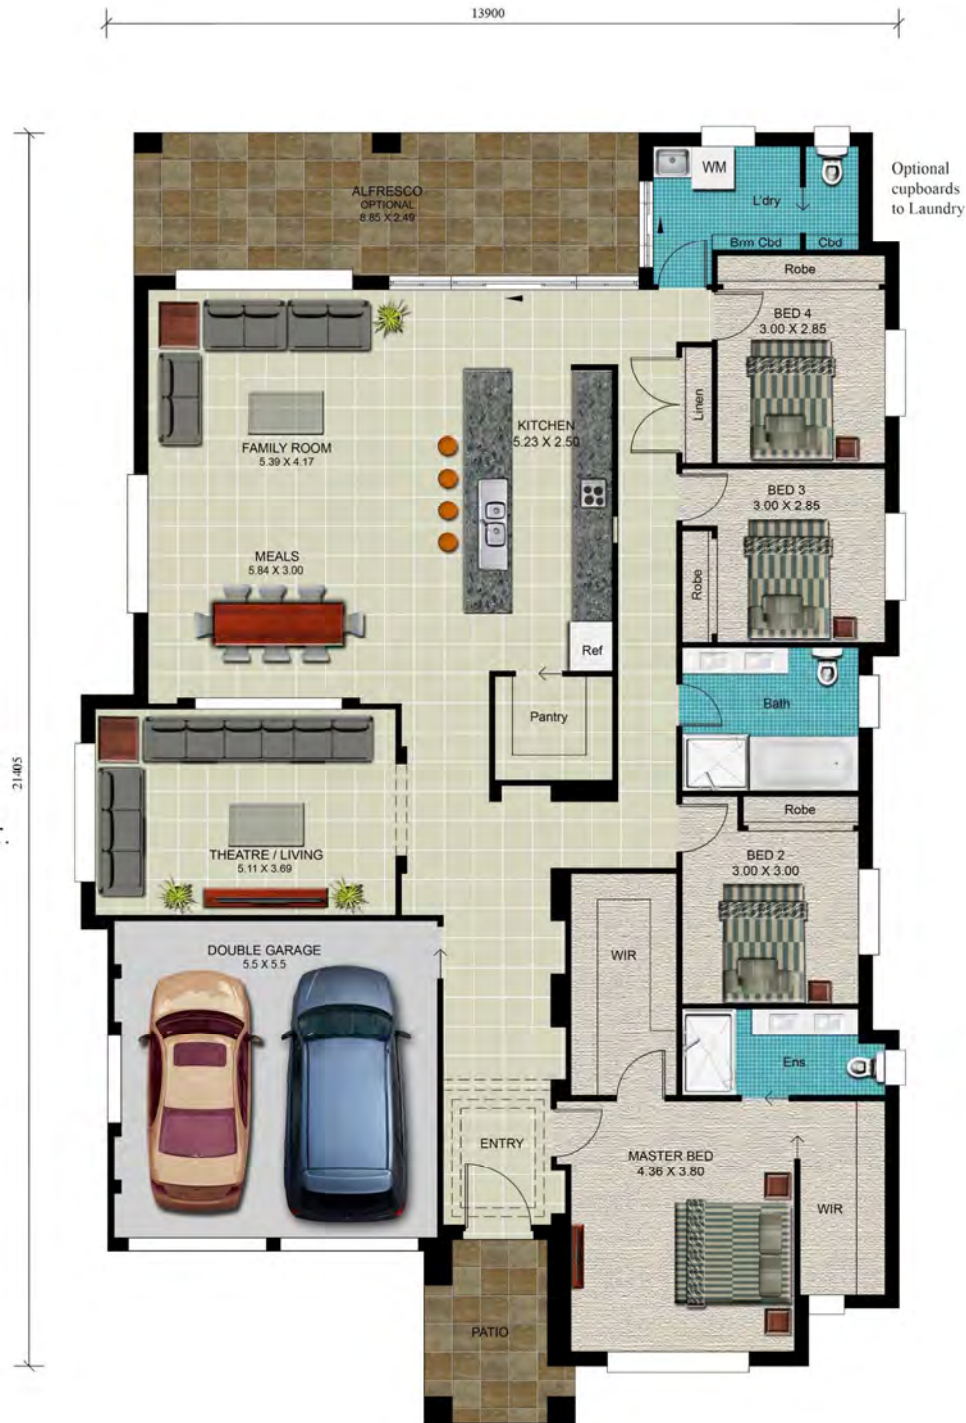 13900
21405
Optional
cupboards
to Laundry
ALFRESCO
OPTIONAL
8.85 X 2.49
WM
L'dry
Brm Cbd
Cbd
Robe
BED 4
3.00 X 2.85
Linen
KITCHEN
5.23 X 2.50
FAMILY ROOM
5.39 X 4.17
BED 3
3.00 X 2.85
Robe
MEALS
5.84 X 3.00
Ref
Pantry
Bath
Robe
THEATRE / LIVING
5.11 X 3.69
BED 2
3.00 X 3.00
DOUBLE GARAGE
5.5 X 5.5
WIR
Ens
ENTRY
MASTER BED
4.36 X 3.80
WIR
PATIO